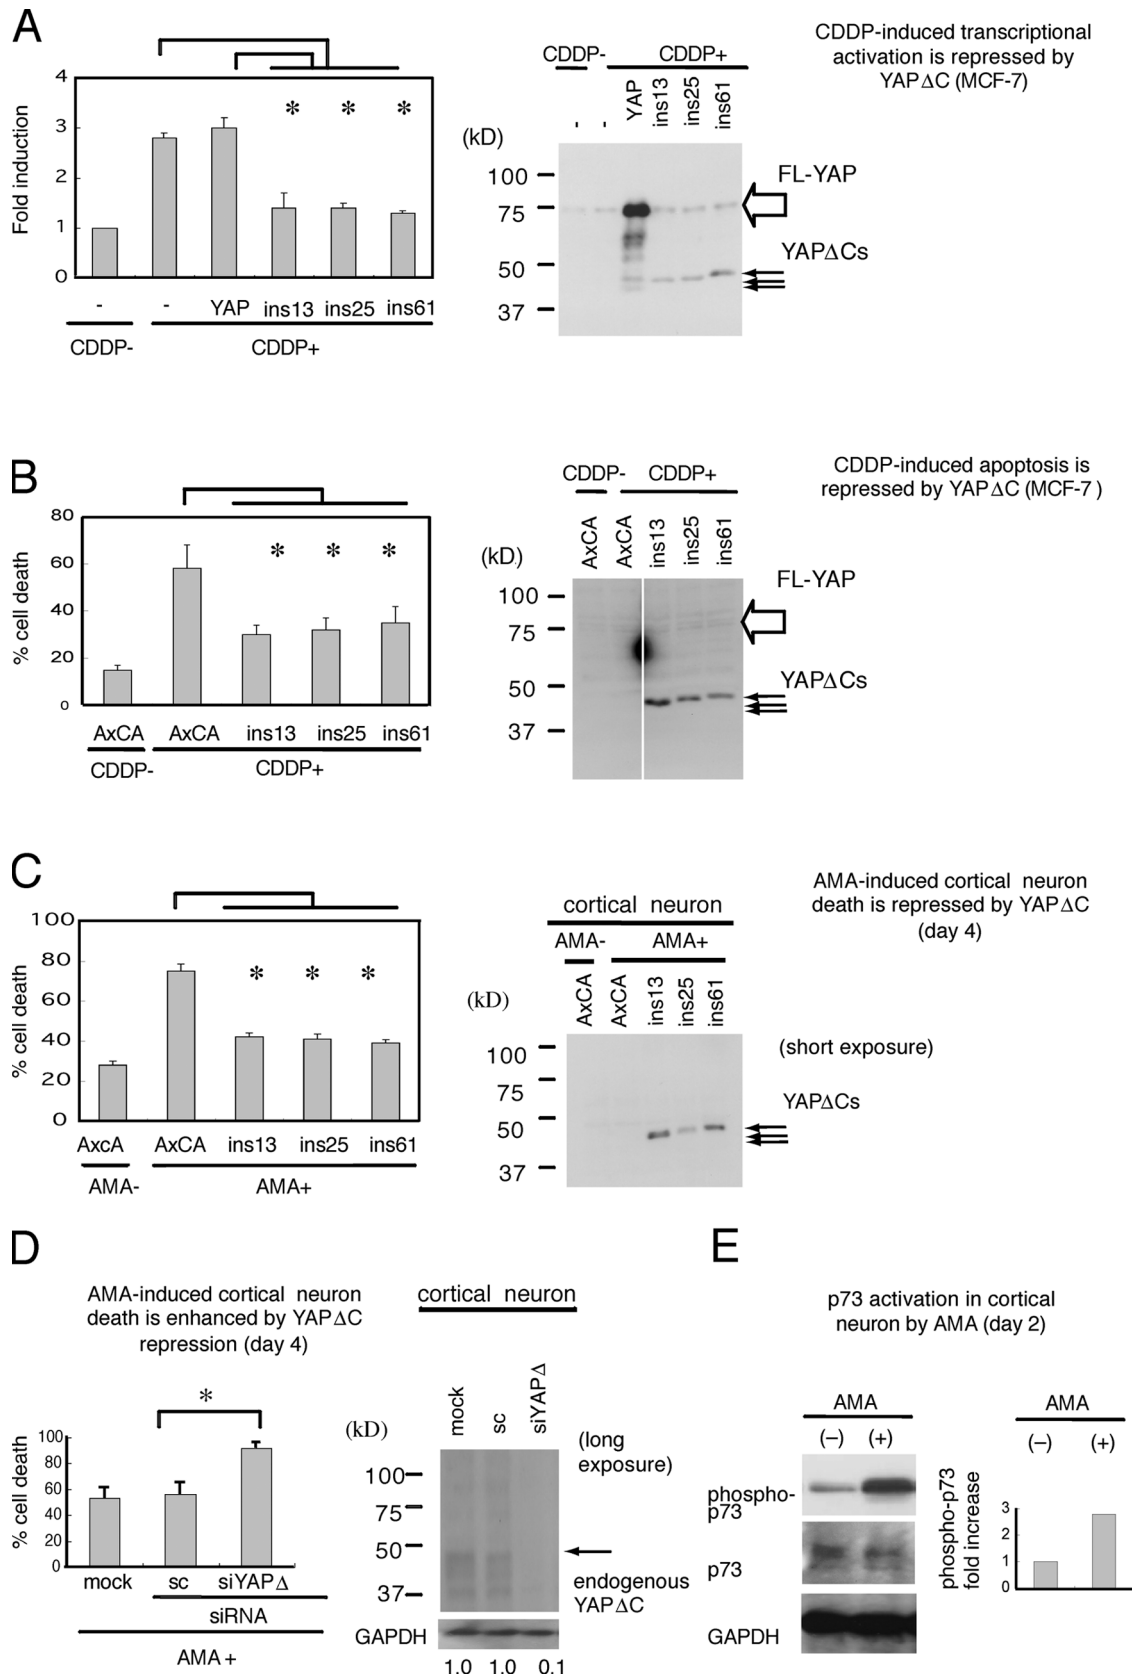 A
CDDP-induced transcriptional
activation is repressed by
YAPΔC (MCF-7)
Fold induction
4
3
2
1
0
*
*
*
-
-
YAP
ins13
ins25
ins61
CDDP-
CDDP+
CDDP-
CDDP+
-
-
YAP
ins13
ins25
ins61
(kD)
100
75
50
37
FL-YAP
YAPΔCs
B
CDDP-induced apoptosis is
repressed by YAPΔC (MCF-7 )
% cell death
80
60
40
20
0
*
*
*
AxCA
AxCA
ins13
ins25
ins61
CDDP-
CDDP+
CDDP-
CDDP+
AxCA
AxCA
ins13
ins25
ins61
(kD)
100
75
50
37
FL-YAP
YAPΔCs
C
AMA-induced cortical neuron
death is repressed by YAPΔC
(day 4)
% cell death
100
80
60
40
20
0
*
*
*
AxcA
AxCA
ins13
ins25
ins61
AMA-
AMA+
cortical neuron
AMA-
AMA+
AxCA
AxCA
ins13
ins25
ins61
(kD)
100
75
50
37
(short exposure)
YAPΔCs
D
AMA-induced cortical neuron
death is enhanced by YAPΔC
repression (day 4)
% cell death
100
80
60
40
20
0
*
mock
sc
siYAPΔ
siRNA
AMA +
cortical neuron
mock
sc
siYAPΔ
(kD)
100
75
50
37
(long
exposure)
endogenous
YAPΔC
GAPDH
1.0
1.0
0.1
E
p73 activation in cortical
neuron by AMA (day 2)
AMA
(–)
(+)
phospho-
p73
p73
GAPDH
AMA
(–)
(+)
phospho-p73
fold increase
3
2
1
0